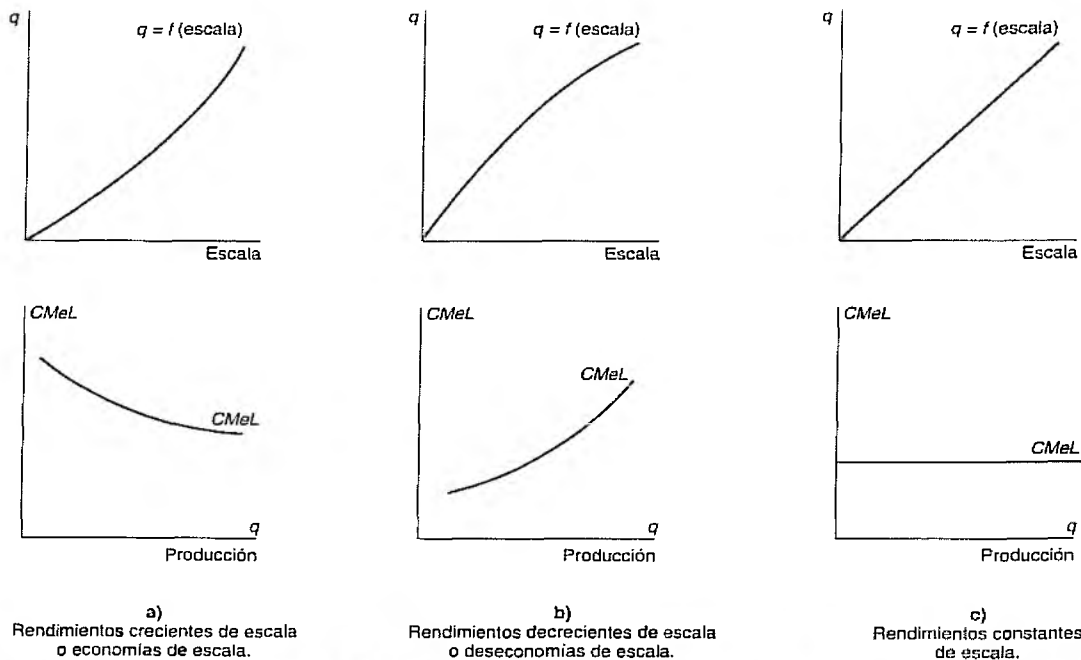 q
q = f (escala)
Escala
q
q = f (escala)
Escala
q
q = f (escala)
Escala
CMeL
CMeL
q
Producción
CMeL
CMeL
q
Producción
CMeL
CMeL
q
Producción
a)
Rendimientos crecientes de escala
o economías de escala.
b)
Rendimientos decrecientes de escala
o deseconomías de escala.
c)
Rendimientos constantes
de escala.